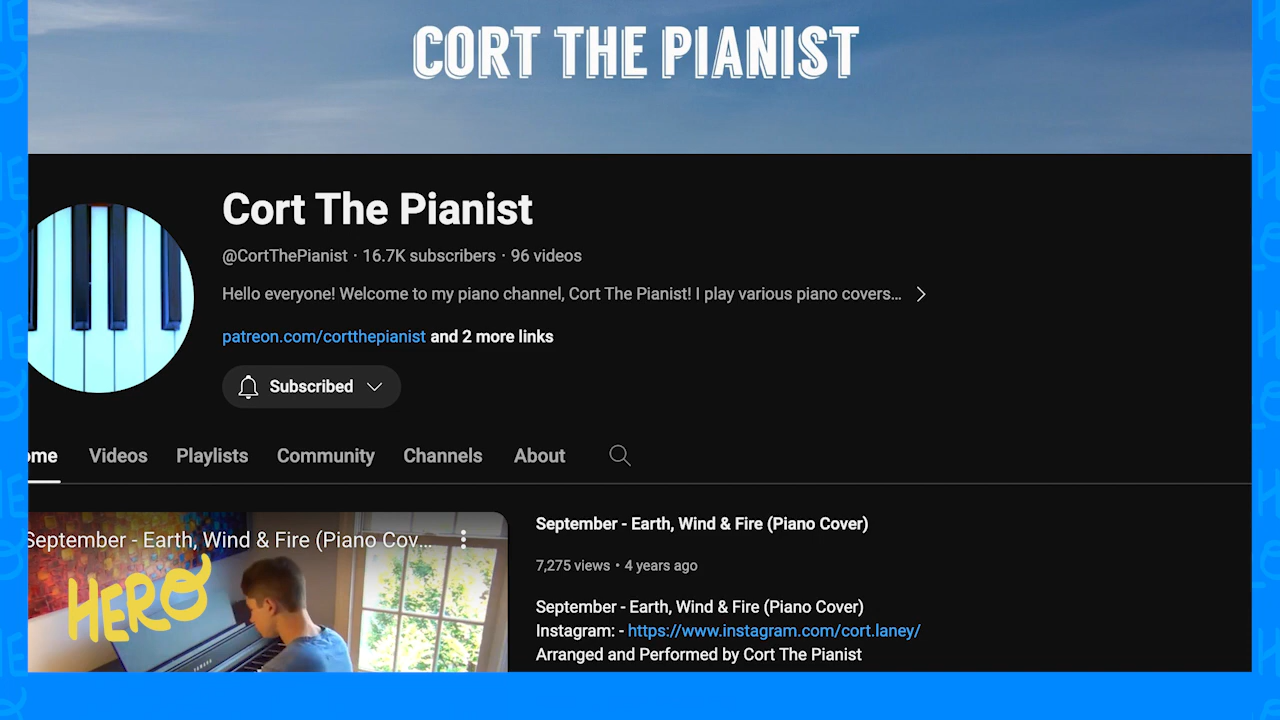 CORT THE PIANIST
Cort The Pianist
@CortThePianist · 16.7K subscribers · 96 videos
Hello everyone! Welcome to my piano channel, Cort The Pianist! I play various piano covers...
patreon.com/cortthepianist and 2 more links
Subscribed
ome Videos Playlists Community Channels About
September - Earth, Wind & Fire (Piano Cov...
HERO
YAMAHA
September - Earth, Wind & Fire (Piano Cover)
7,275 views • 4 years ago
September - Earth, Wind & Fire (Piano Cover)
Instagram: - https://www.instagram.com/cort.laney/
Arranged and Performed by Cort The Pianist